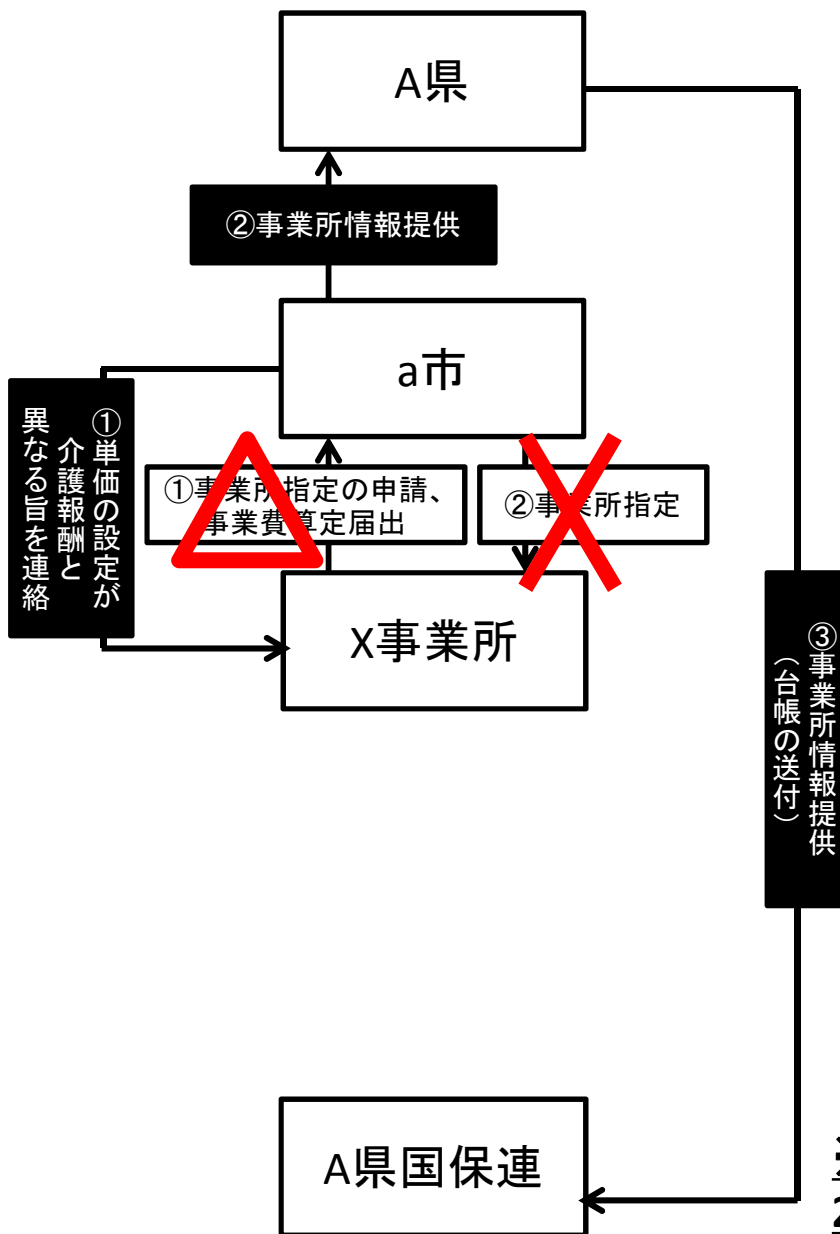 A県
②事業所情報提供
a市
①単価の設定が
介護報酬と
異なる旨を連絡
①事業所指定の申請、
事業費算定届出
②事業所指定
X事業所
③事業所情報提供
（台帳の送付）
A県国保連